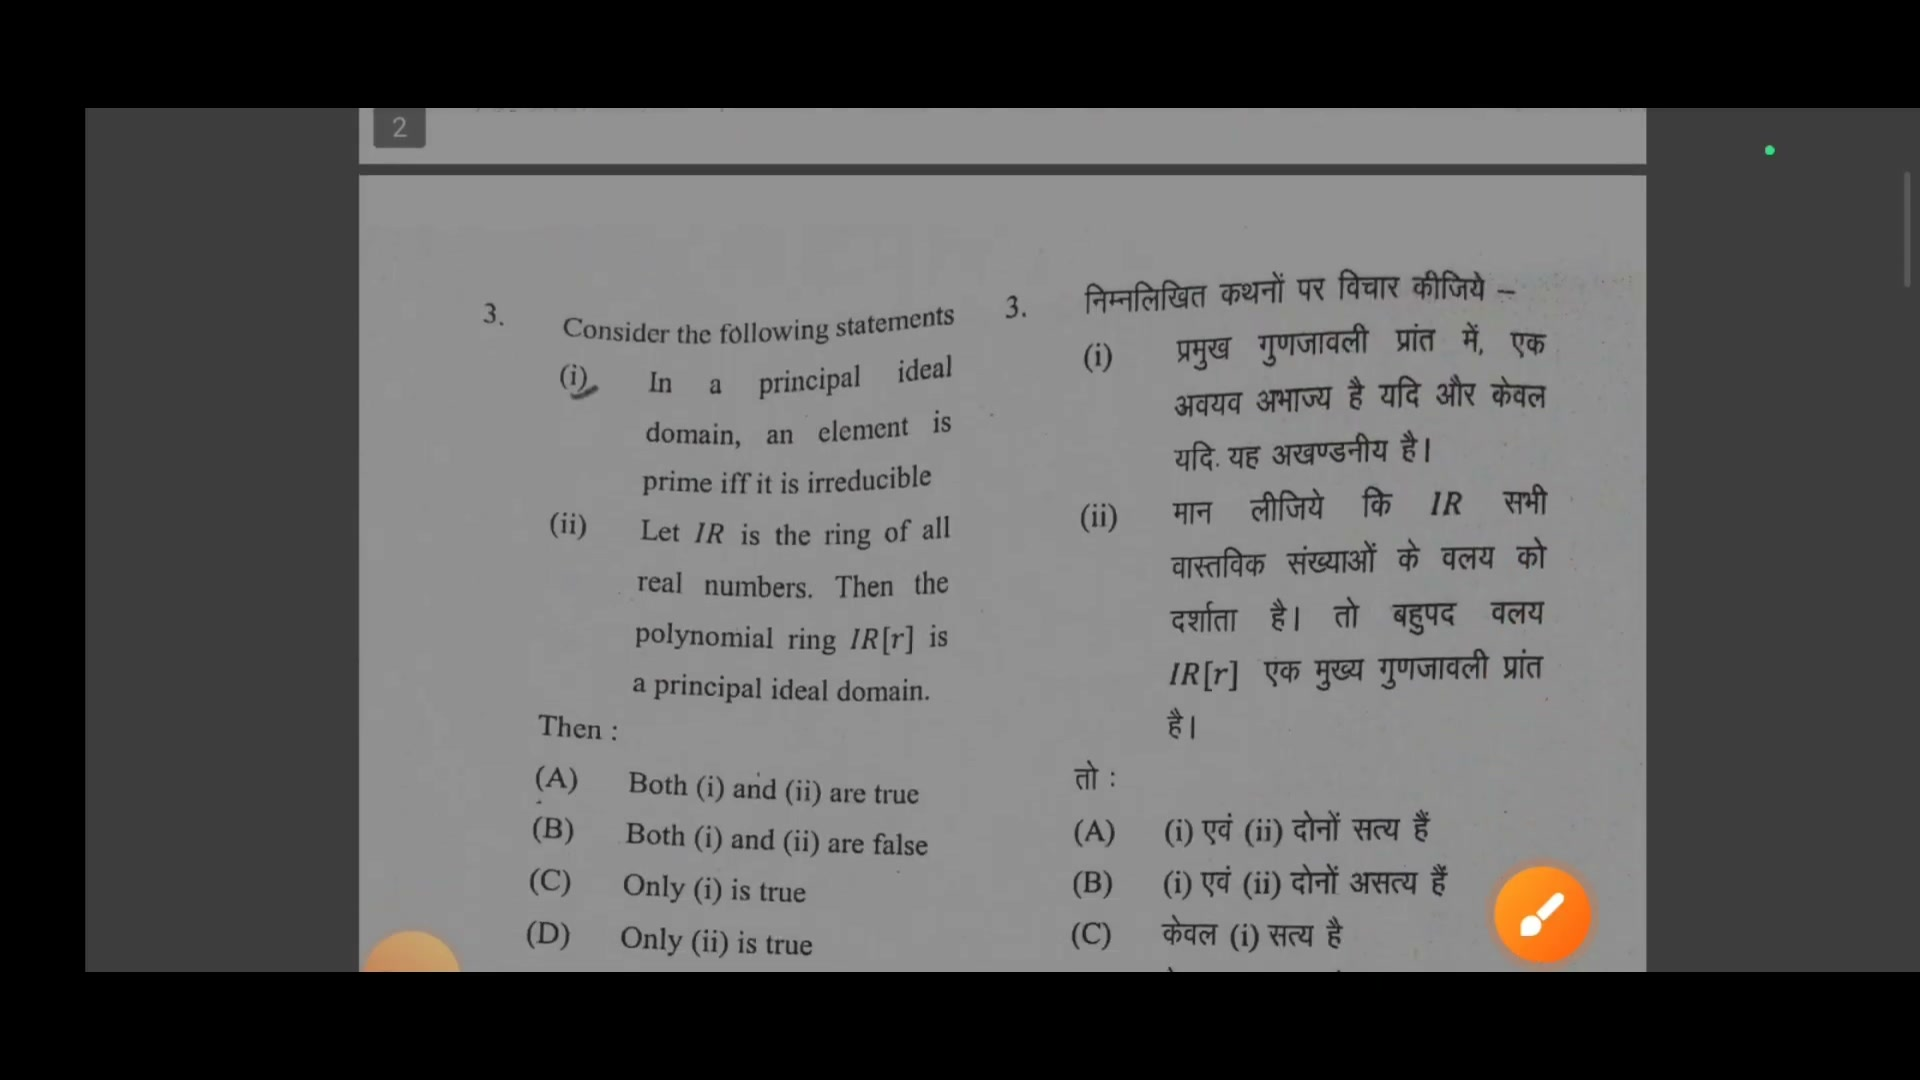 2
3.
Consider the following statements
(i) In a principal ideal
domain, an element is
prime iff it is irreducible
(ii) Let IR is the ring of all
real numbers. Then the
polynomial ring IR[r] is
a principal ideal domain.
Then :
(A) Both (i) and (ii) are true
(B) Both (i) and (ii) are false
(C) Only (i) is true
(D) Only (ii) is true
3. निम्नलिखित कथनों पर विचार कीजिये –
(i) प्रमुख गुणजावली प्रांत में, एक
अवयव अभाज्य है यदि और केवल
यदि. यह अखण्डनीय है।
(ii) मान लीजिये कि IR सभी
वास्तविक संख्याओं के वलय को
दर्शाता है। तो बहुपद वलय
IR[r] एक मुख्य गुणजावली प्रांत
है।
तो :
(A) (i) एवं (ii) दोनों सत्य हैं
(B) (i) एवं (ii) दोनों असत्य हैं
(C) केवल (i) सत्य है